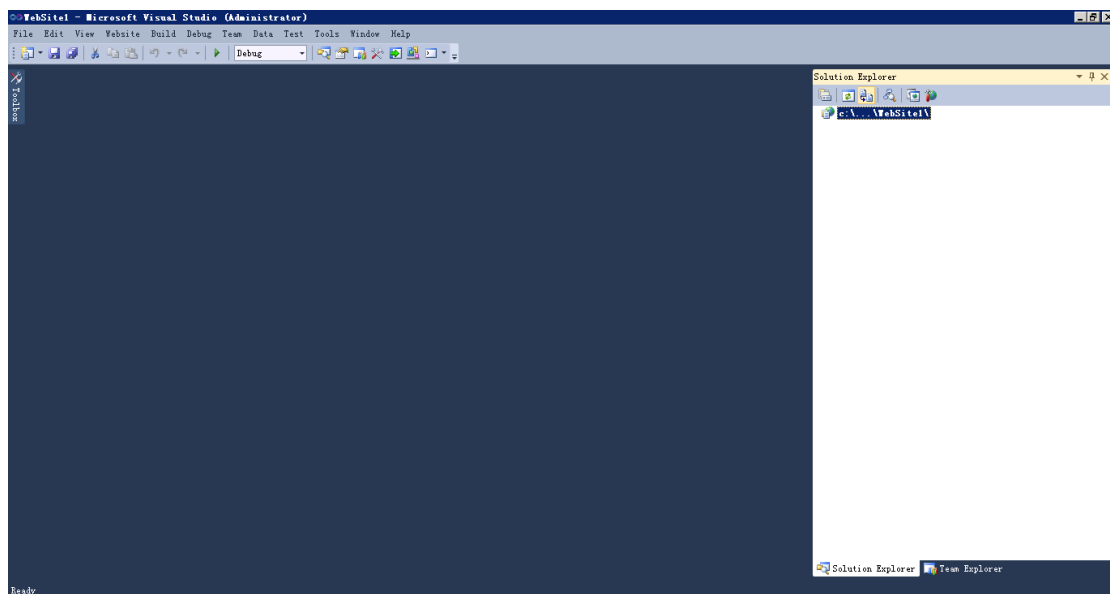 WebSite1 - Microsoft Visual Studio (Administrator)
File Edit View Website Build Debug Team Data Test Tools Window Help
Debug
Toolbox
Solution Explorer
c:\...\WebSite1\
Solution Explorer Team Explorer
Ready